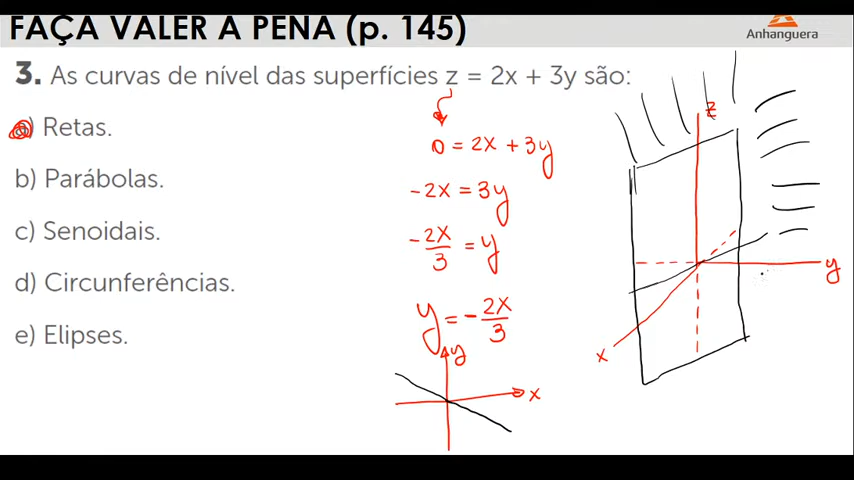 FAÇA VALER A PENA (p. 145)
Anhanguera
3. As curvas de nível das superfícies z = 2x + 3y são:
a) Retas.
b) Parábolas.
c) Senoidais.
d) Circunferências.
e) Elipses.
0 = 2x + 3y
-2x = 3y
-2x/3 = y
y = -2x/3
y
x
z
y
x